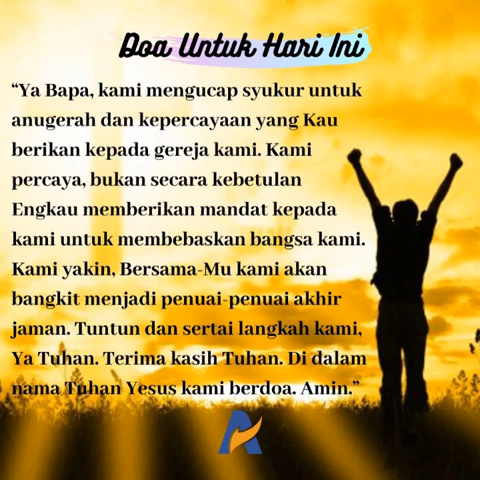 Doa Untuk Hari Ini
“Ya Bapa, kami mengucap syukur untuk
anugerah dan kepercayaan yang Kau
berikan kepada gereja kami. Kami
percaya, bukan secara kebetulan
Engkau memberikan mandat kepada
kami untuk membebaskan bangsa kami.
Kami yakin, Bersama-Mu kami akan
bangkit menjadi penuai-penuai akhir
jaman. Tuntun dan sertai langkah kami,
Ya Tuhan. Terima kasih Tuhan. Di dalam
nama Tuhan Yesus kami berdoa. Amin.”